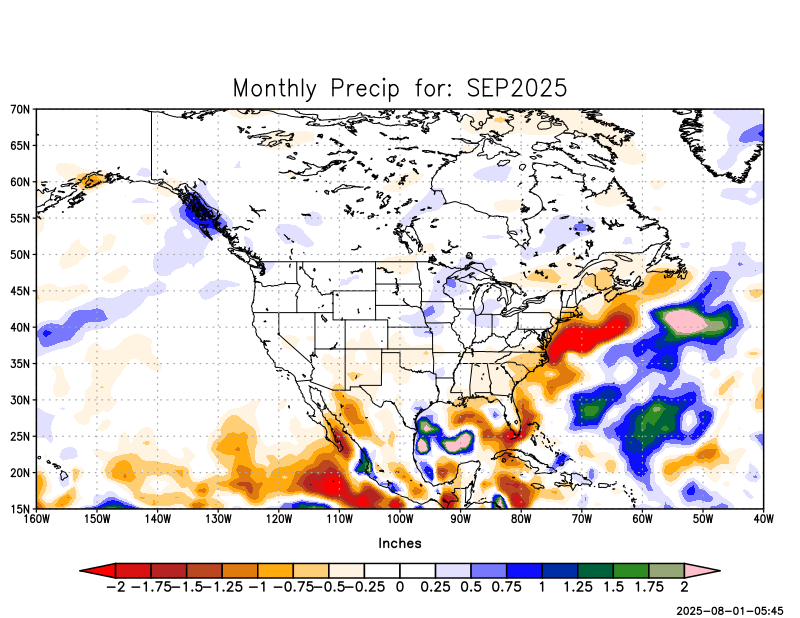 Monthly Precip for: SEP2025
70N
65N
60N
55N
50N
45N
40N
35N
30N
25N
20N
15N
160W 150W 140W 130W 120W 110W 100W 90W 80W 70W 60W 50W 40W
Inches
-2 -1.75 -1.5 -1.25 -1 -0.75 -0.5 -0.25 0 0.25 0.5 0.75 1 1.25 1.5 1.75 2
2025-08-01-05:45